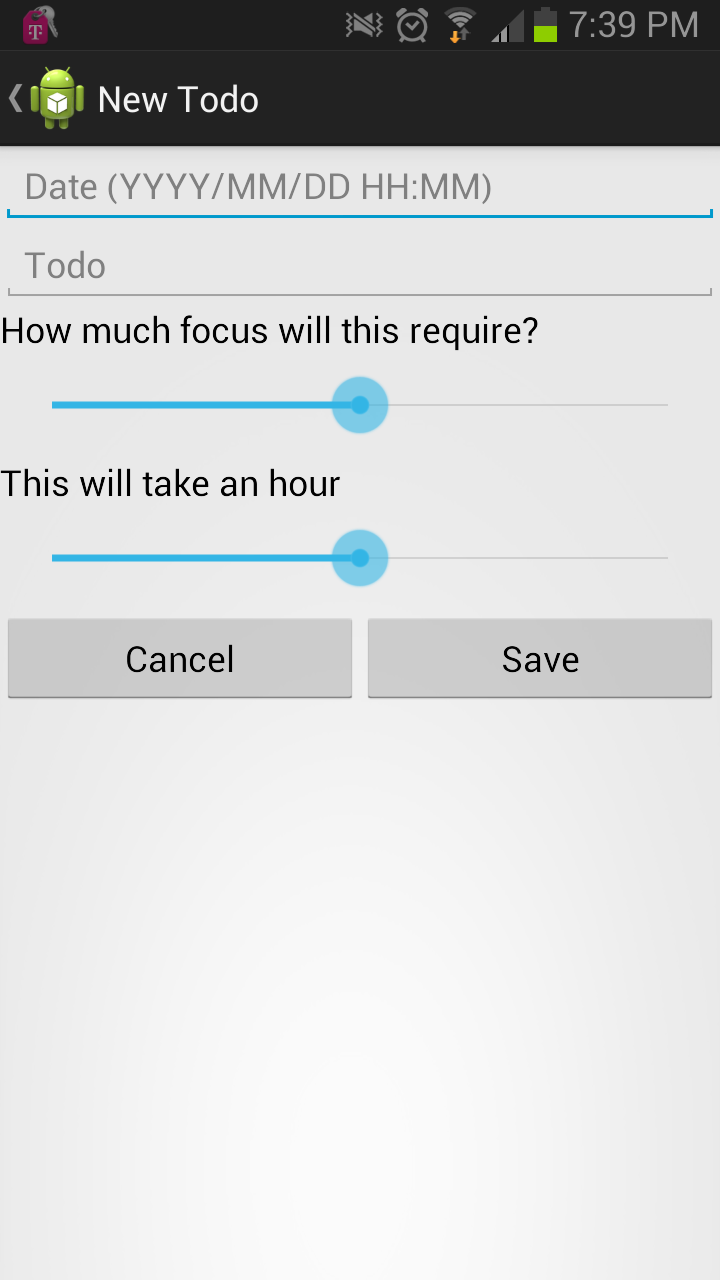 T
7:39 PM
New Todo
Date (YYYY/MM/DD HH:MM)
Todo
How much focus will this require?
This will take an hour
Cancel
Save